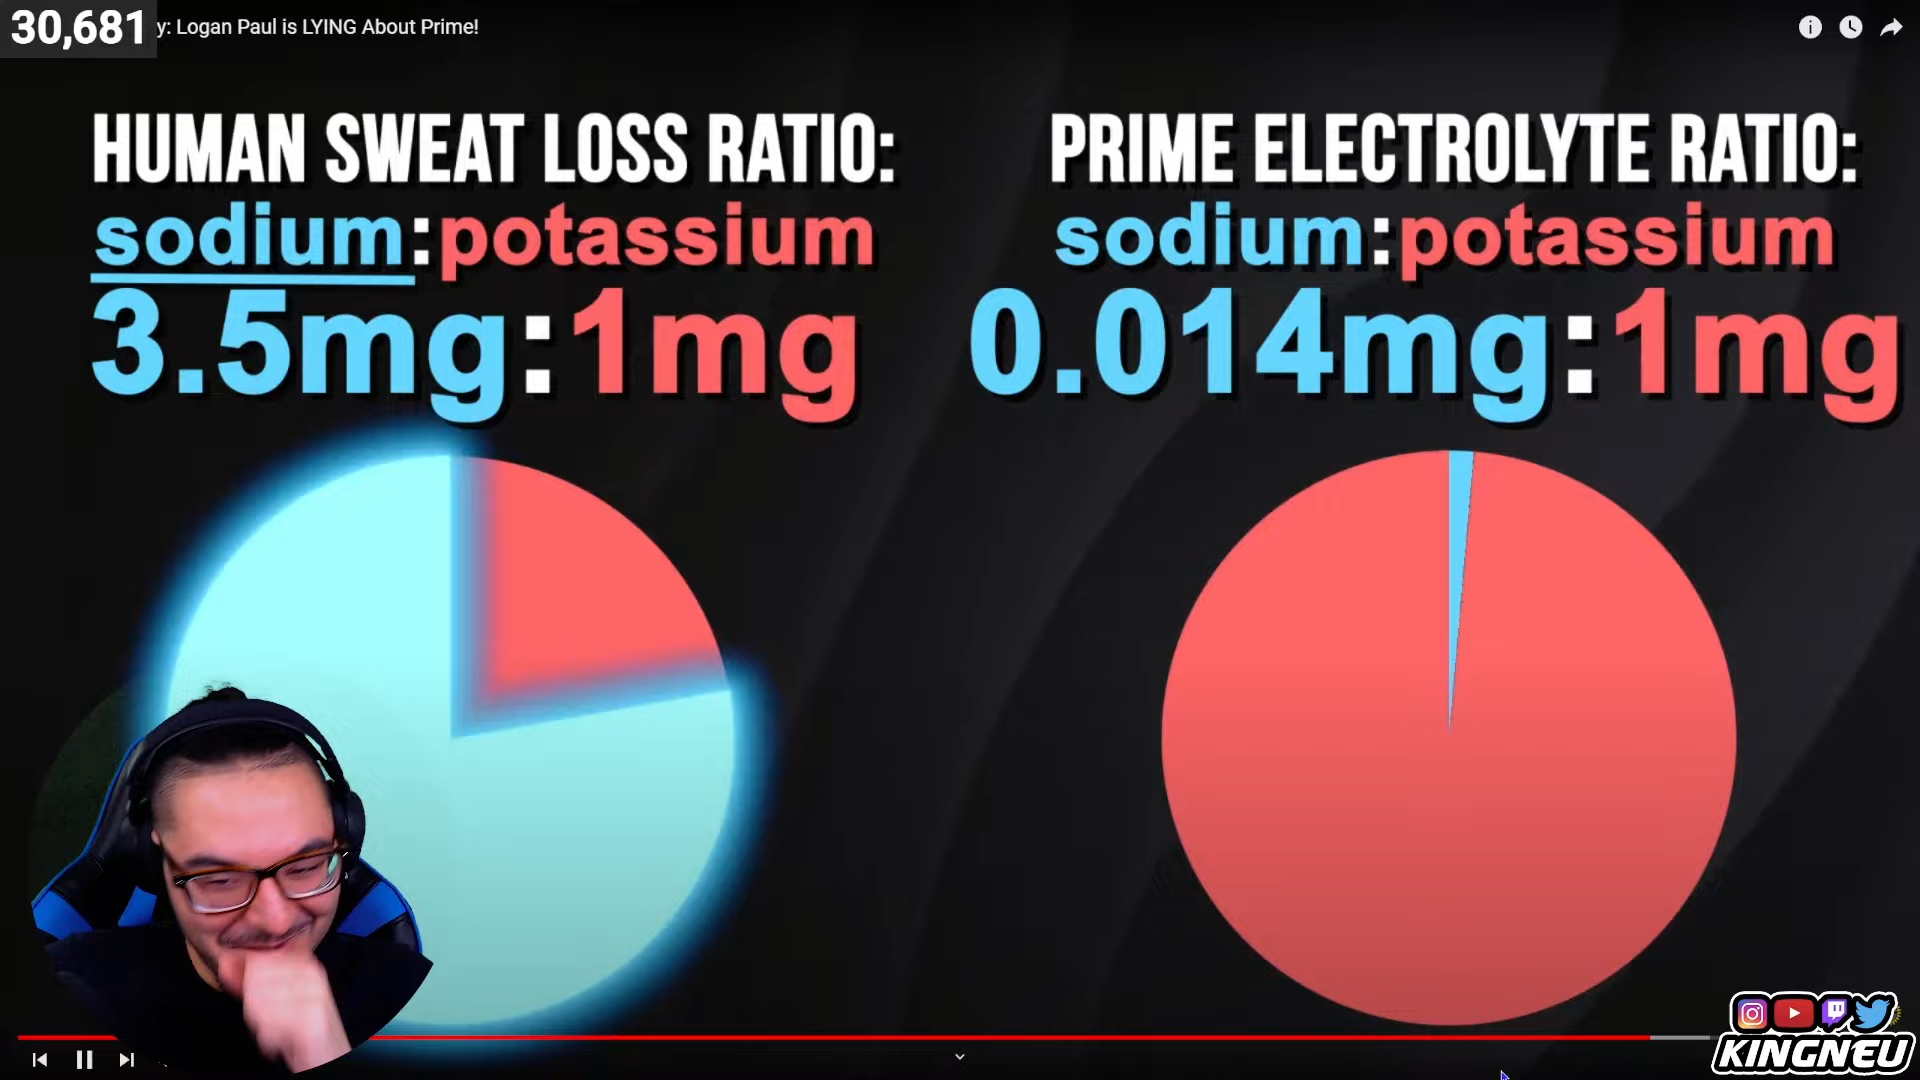 30,681
y: Logan Paul is LYING About Prime!
HUMAN SWEAT LOSS RATIO:
sodium:potassium
3.5mg:1mg
PRIME ELECTROLYTE RATIO:
sodium:potassium
0.014mg:1mg
KINGNEU